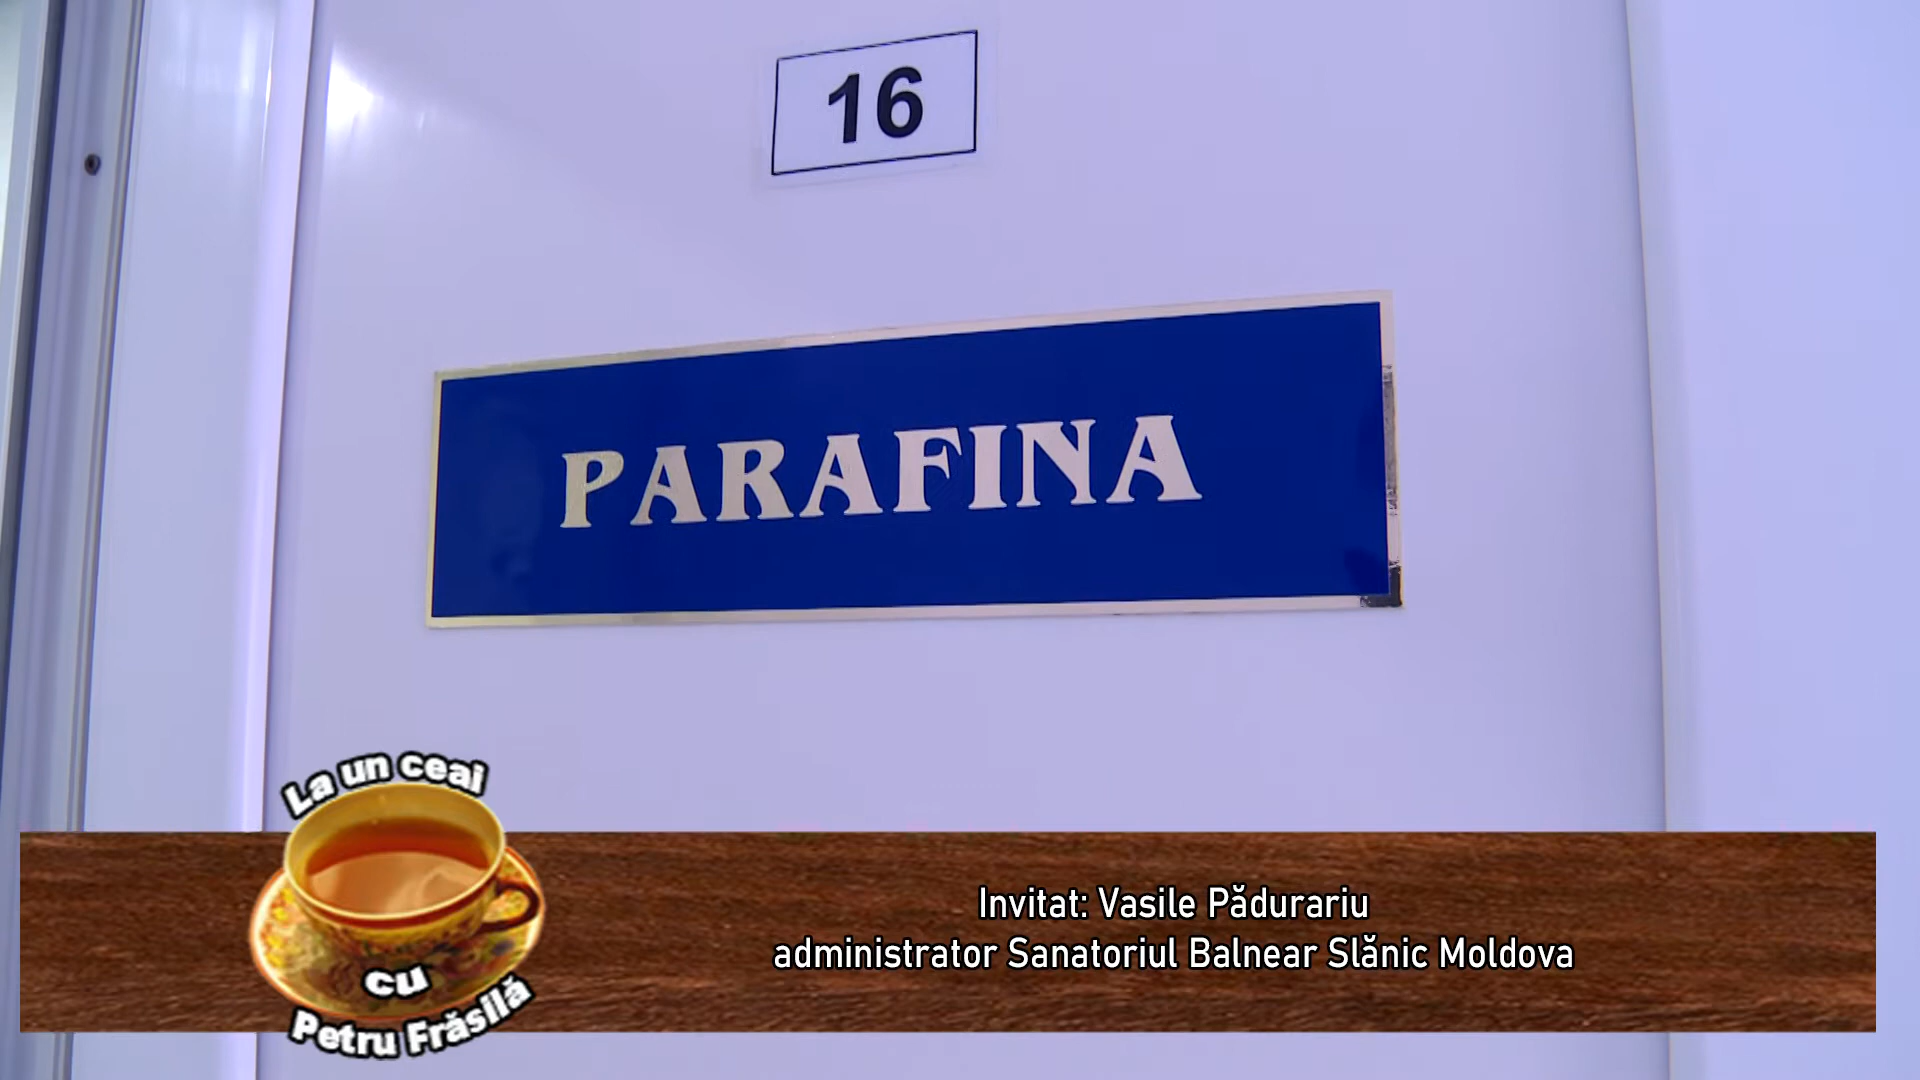 16
PARAFINA
La un ceai
cu
Petru Frăsilă
Invitat: Vasile Pădurariu
administrator Sanatoriul Balnear Slănic Moldova